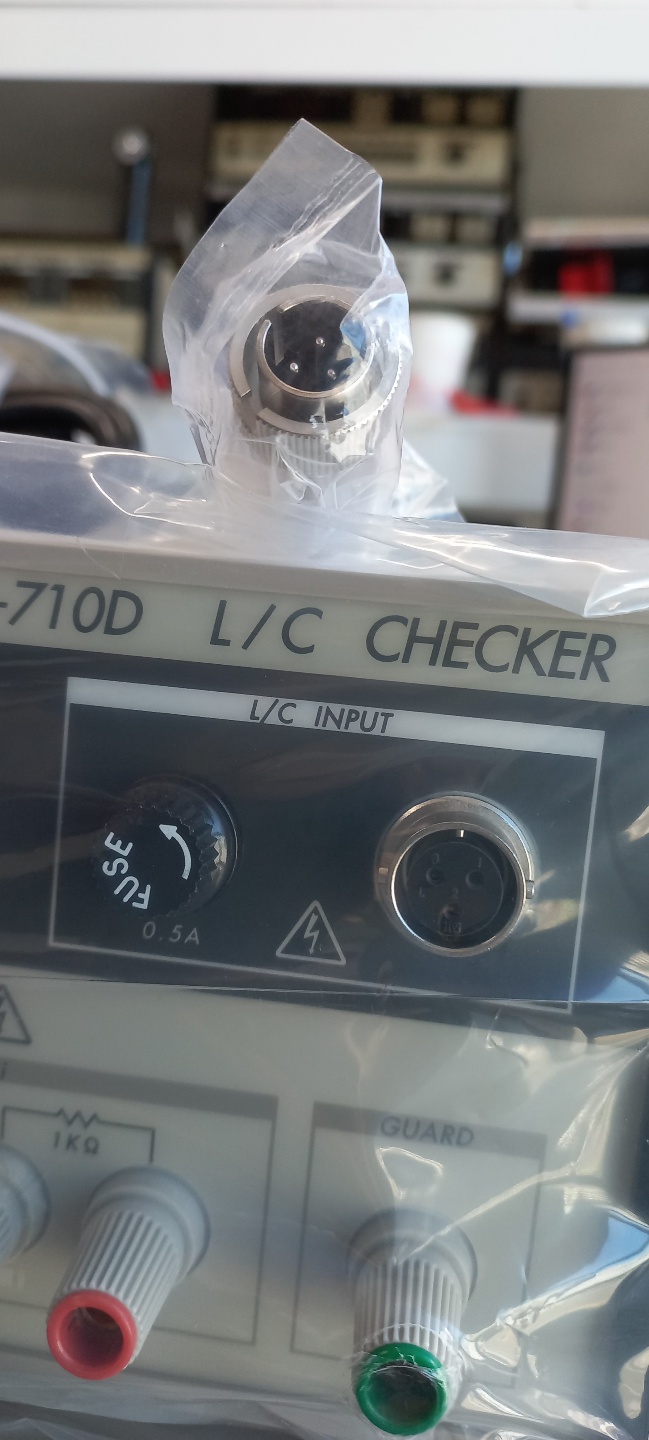 -710D L/C CHECKER
L/C INPUT
FUSE
0.5A
1KΩ
GUARD